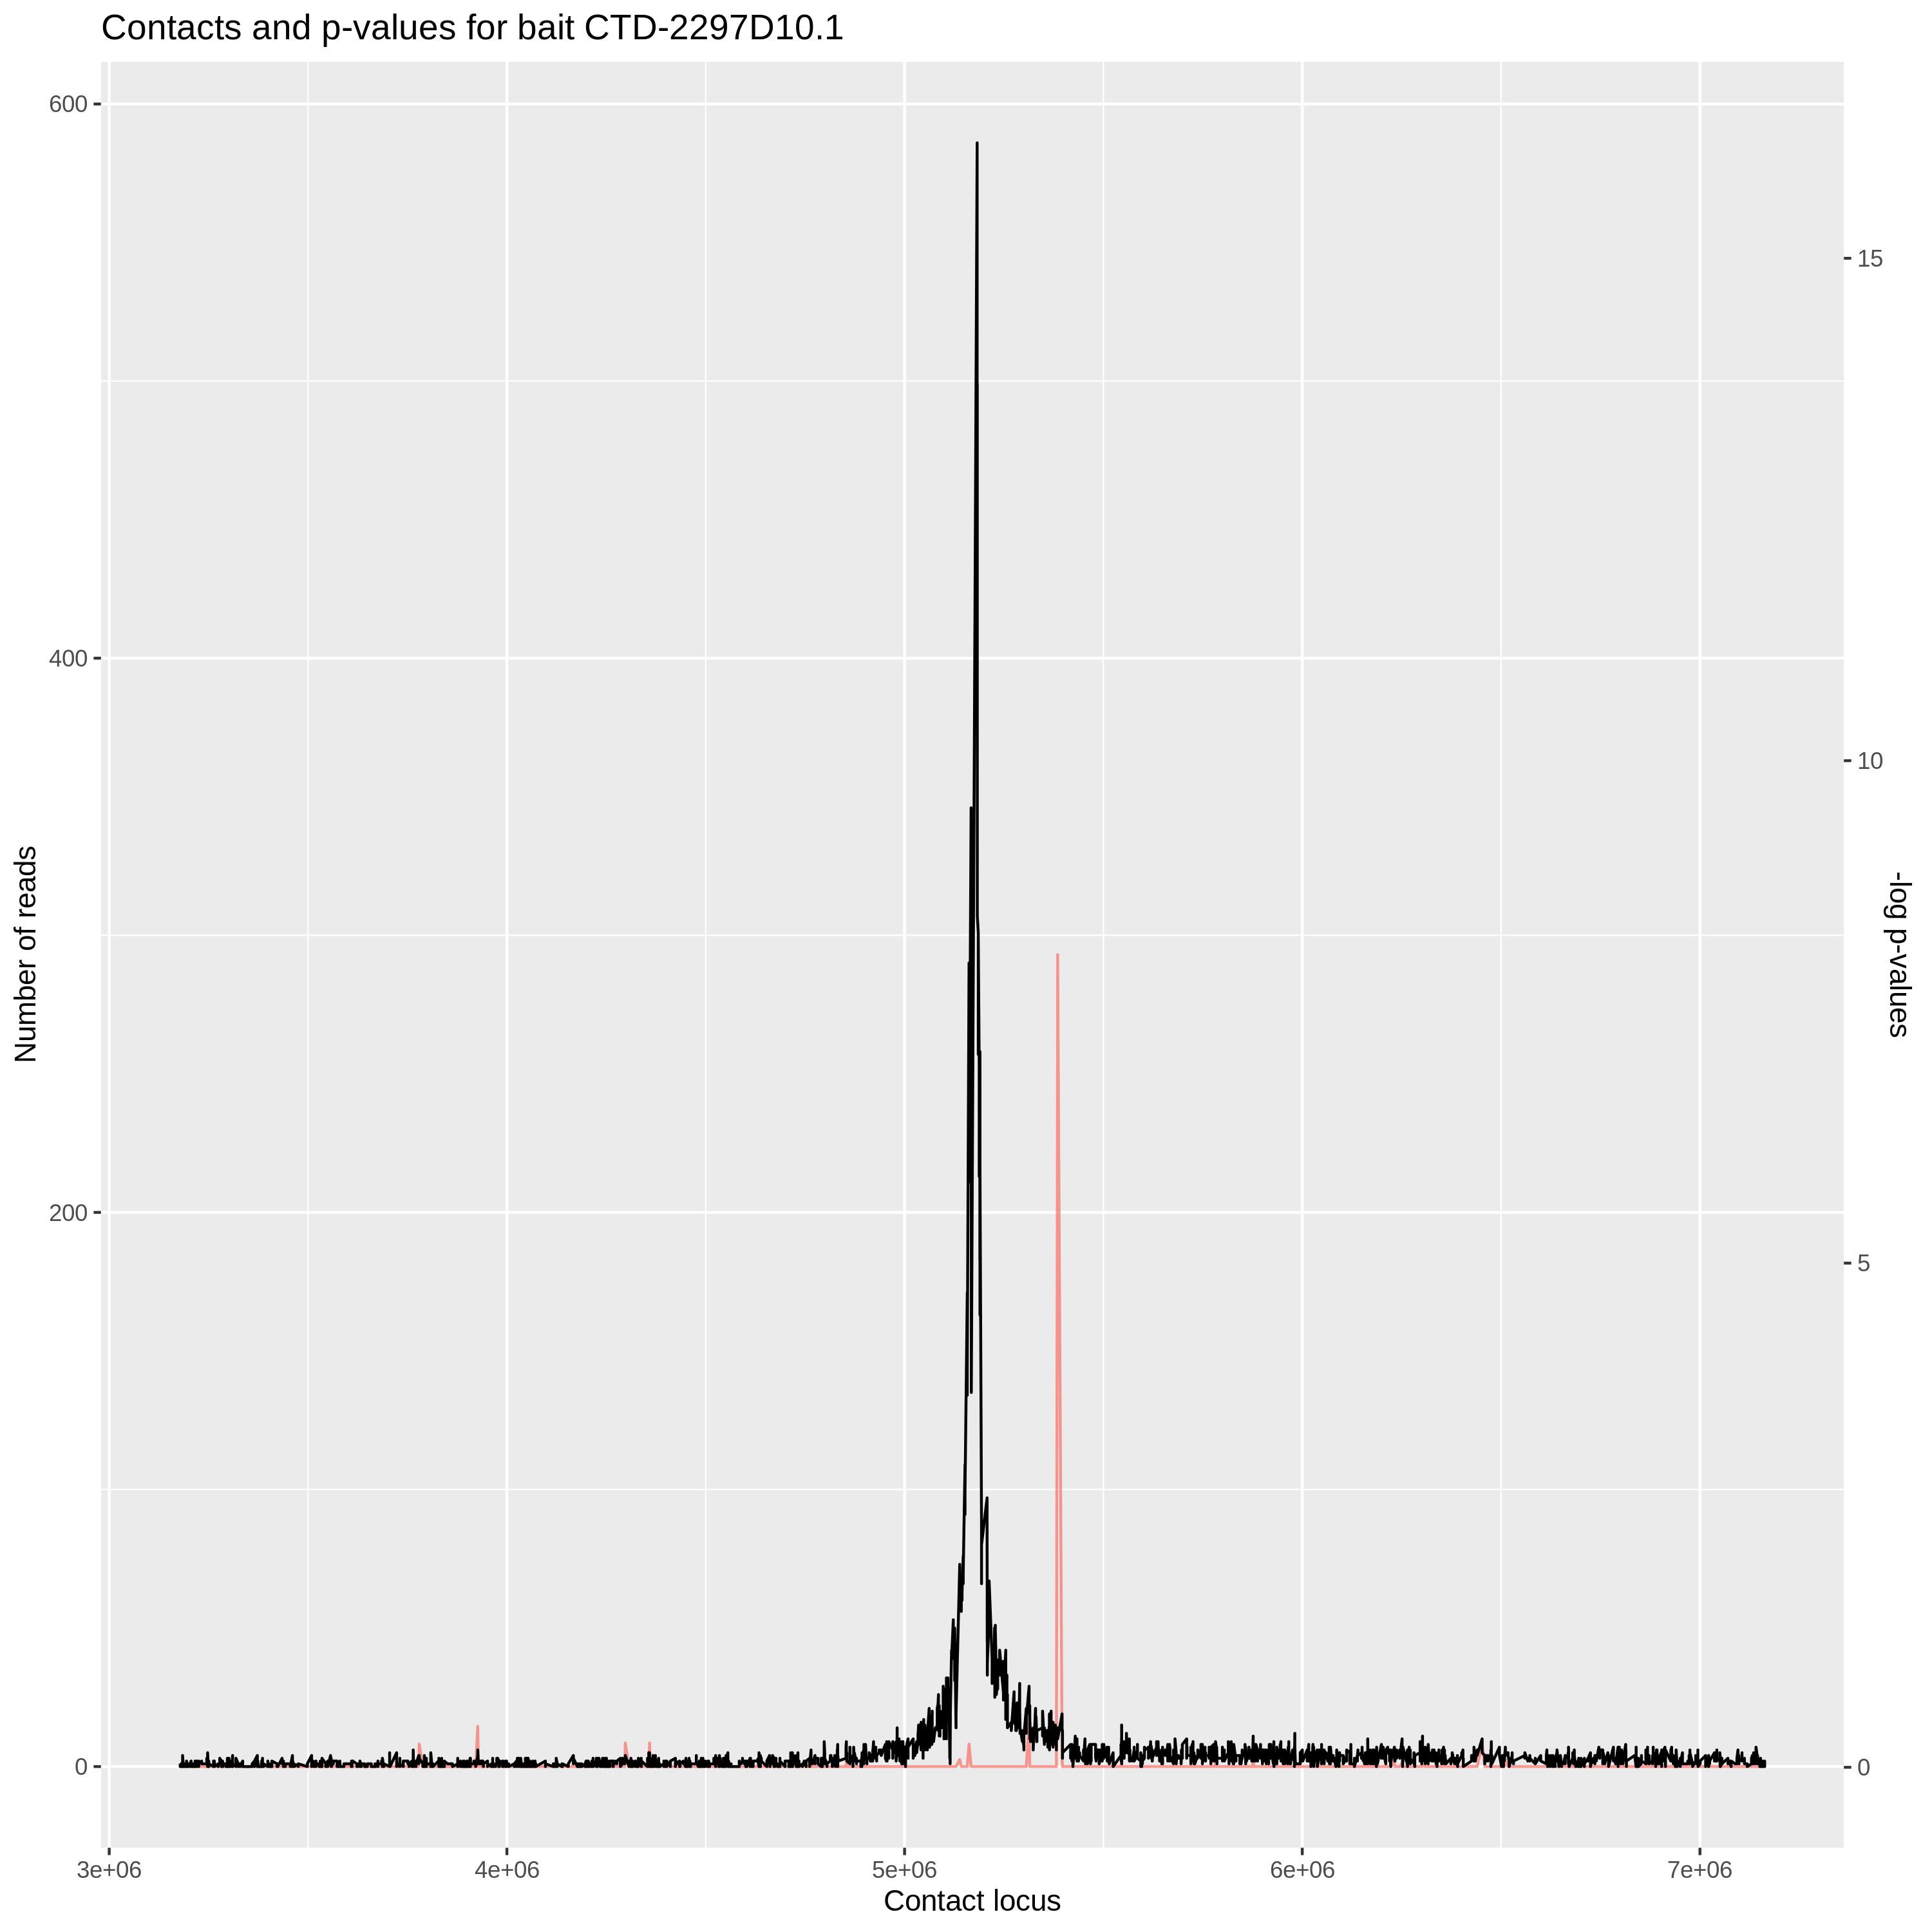 Contacts and p-values for bait CTD-2297D10.1
600
400
200
0
15
10
5
0
Number of reads
-log p-values
3e+06 4e+06 5e+06 6e+06 7e+06
Contact locus